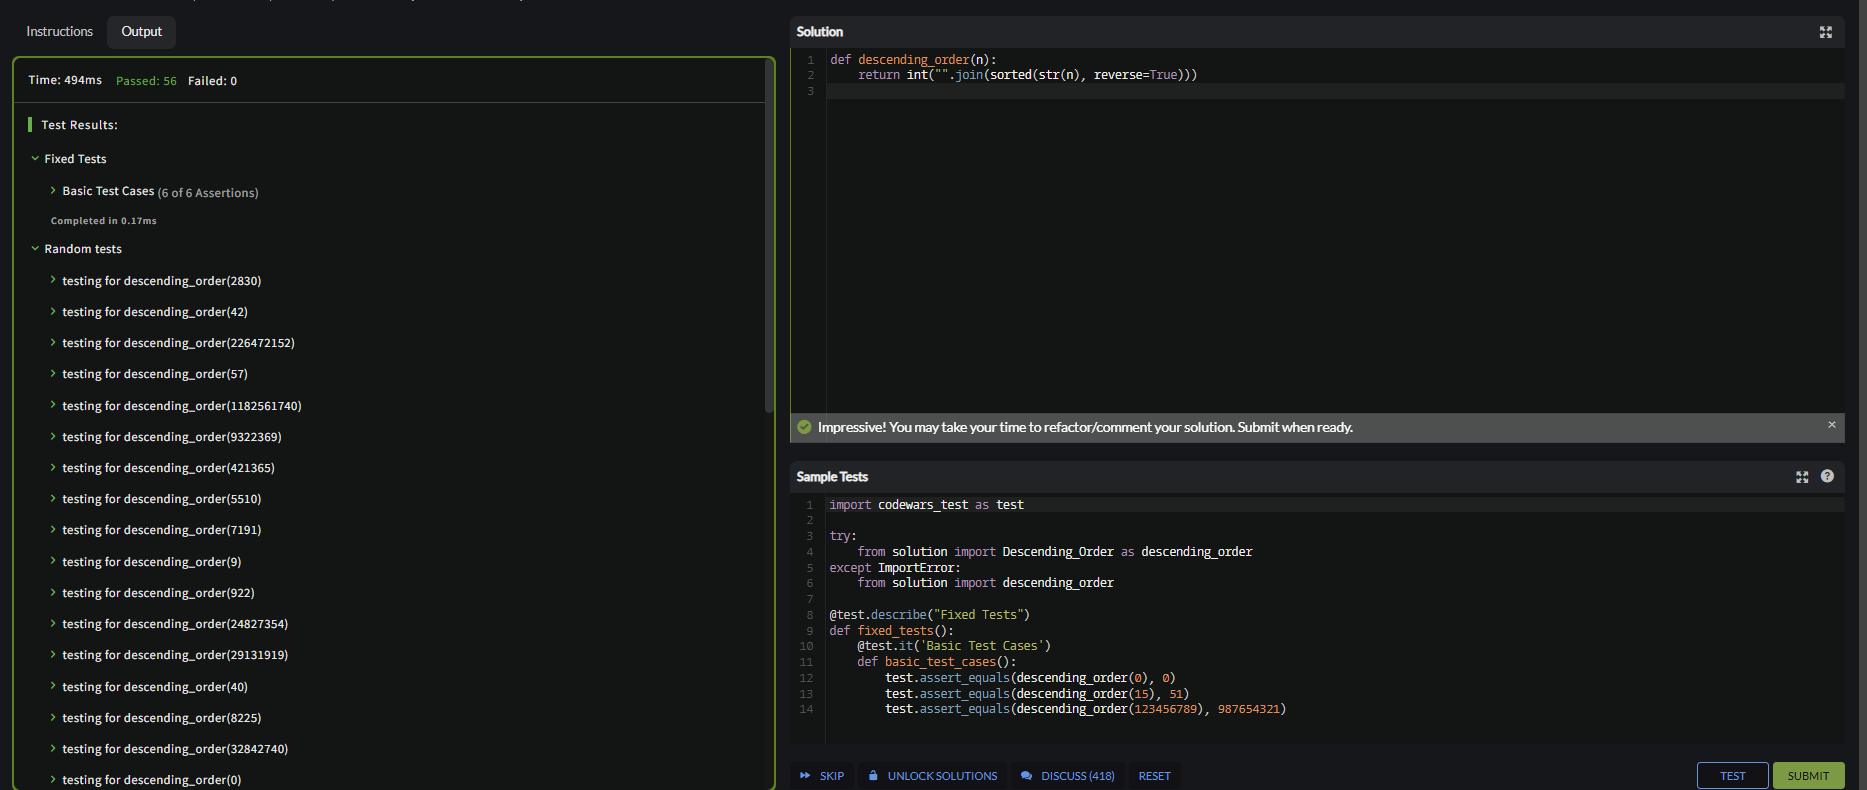 Instructions
Output
Time: 494ms Passed: 56 Failed: 0
Test Results:
Fixed Tests
Basic Test Cases (6 of 6 Assertions)
Completed in 0.17ms
Random tests
testing for descending_order(2830)
testing for descending_order(42)
testing for descending_order(226472152)
testing for descending_order(57)
testing for descending_order(1182561740)
testing for descending_order(9322369)
testing for descending_order(421365)
testing for descending_order(5510)
testing for descending_order(7191)
testing for descending_order(9)
testing for descending_order(922)
testing for descending_order(24827354)
testing for descending_order(29131919)
testing for descending_order(40)
testing for descending_order(8225)
testing for descending_order(32842740)
testing for descending_order(0)
Solution
1 def descending_order(n):
2     return int("".join(sorted(str(n), reverse=True)))
3
Impressive! You may take your time to refactor/comment your solution. Submit when ready.
Sample Tests
1 import codewars_test as test
2
3 try:
4     from solution import Descending_Order as descending_order
5 except ImportError:
6     from solution import descending_order
7
8 @test.describe("Fixed Tests")
9 def fixed_tests():
10     @test.it('Basic Test Cases')
11     def basic_test_cases():
12         test.assert_equals(descending_order(0), 0)
13         test.assert_equals(descending_order(15), 51)
14         test.assert_equals(descending_order(123456789), 987654321)
SKIP
UNLOCK SOLUTIONS
DISCUSS (418)
RESET
TEST
SUBMIT